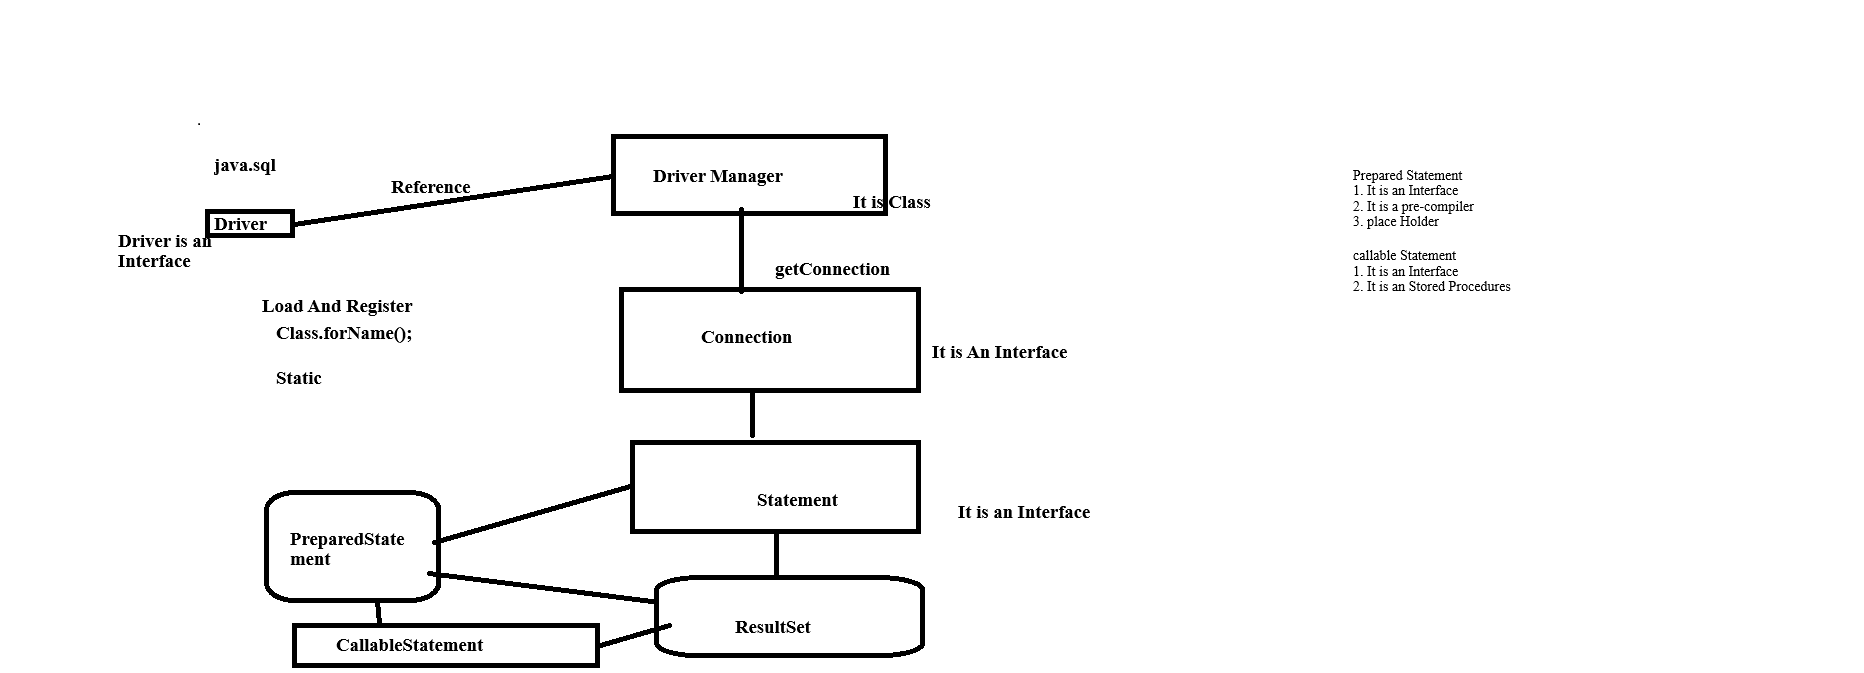 .
java.sql
Reference
Driver Manager
It is Class
Driver
Driver is an
Interface
getConnection
Load And Register
Class.forName();
Static
Connection
It is An Interface
Statement
It is an Interface
PreparedState
ment
CallableStatement
ResultSet
Prepared Statement
1. It is an Interface
2. It is a pre-compiler
3. place Holder
callable Statement
1. It is an Interface
2. It is an Stored Procedures